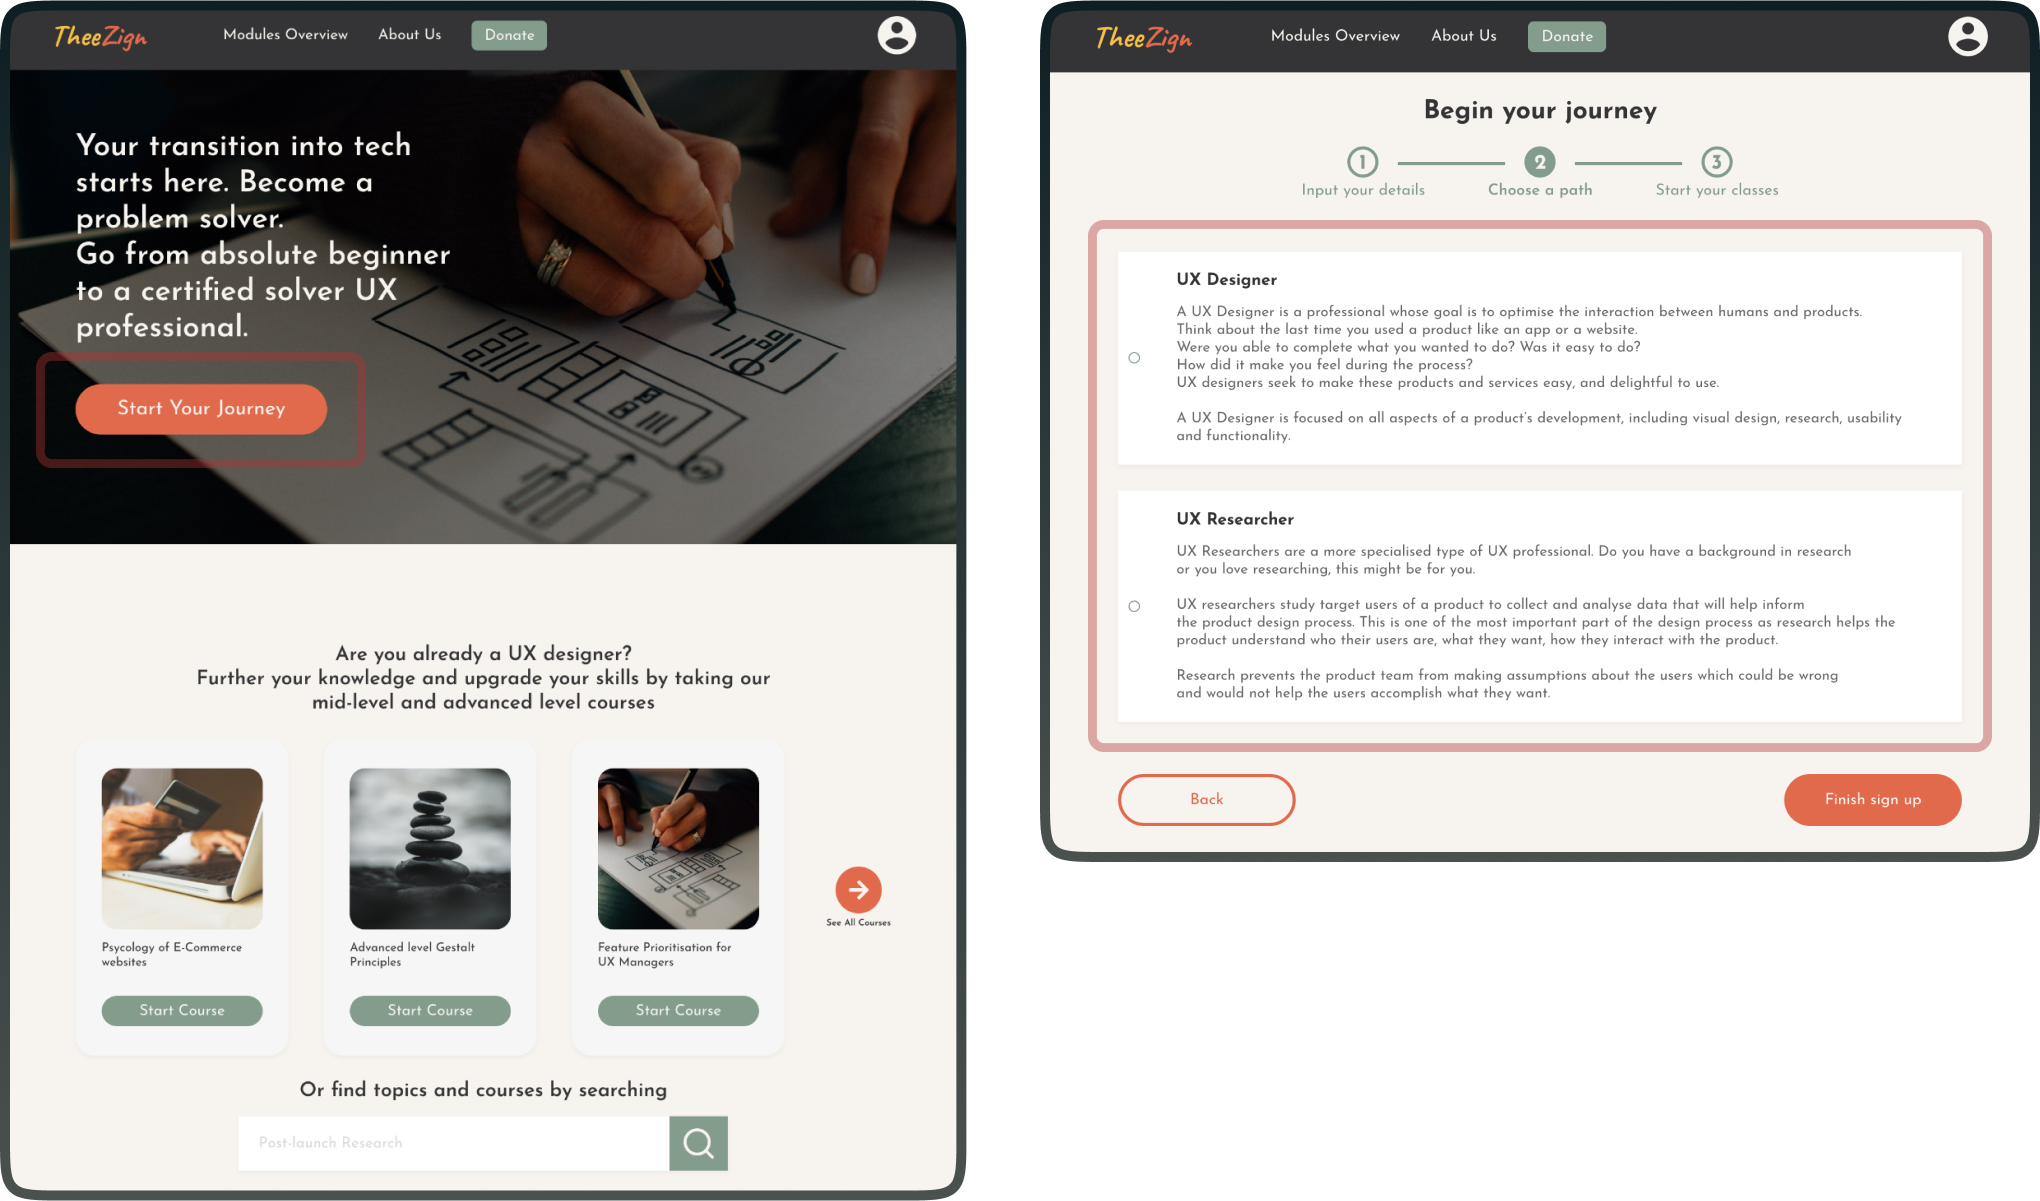 TheeZign
Modules Overview
About Us
Donate
Your transition into tech
starts here. Become a
problem solver.
Go from absolute beginner
to a certified solver UX
professional.
Start Your Journey
Are you already a UX designer?
Further your knowledge and upgrade your skills by taking our
mid-level and advanced level courses
Psycology of E-Commerce
websites
Start Course
Advanced level Gestalt
Principles
Start Course
Feature Prioritisation for
UX Managers
Start Course
See All Courses
Or find topics and courses by searching
Post-launch Research
TheeZign
Modules Overview
About Us
Donate
Begin your journey
1
2
3
Input your details
Choose a path
Start your classes
UX Designer
A UX Designer is a professional whose goal is to optimise the interaction between humans and products.
Think about the last time you used a product like an app or a website.
Were you able to complete what you wanted to do? Was it easy to do?
How did it make you feel during the process?
UX designers seek to make these products and services easy, and delightful to use.
A UX Designer is focused on all aspects of a product's development, including visual design, research, usability
and functionality.
UX Researcher
UX Researchers are a more specialised type of UX professional. Do you have a background in research
or you love researching, this might be for you.
UX researchers study target users of a product to collect and analyse data that will help inform
the product design process. This is one of the most important part of the design process as research helps the
product understand who their users are, what they want, how they interact with the product.
Research prevents the product team from making assumptions about the users which could be wrong
and would not help the users accomplish what they want.
Back
Finish sign up